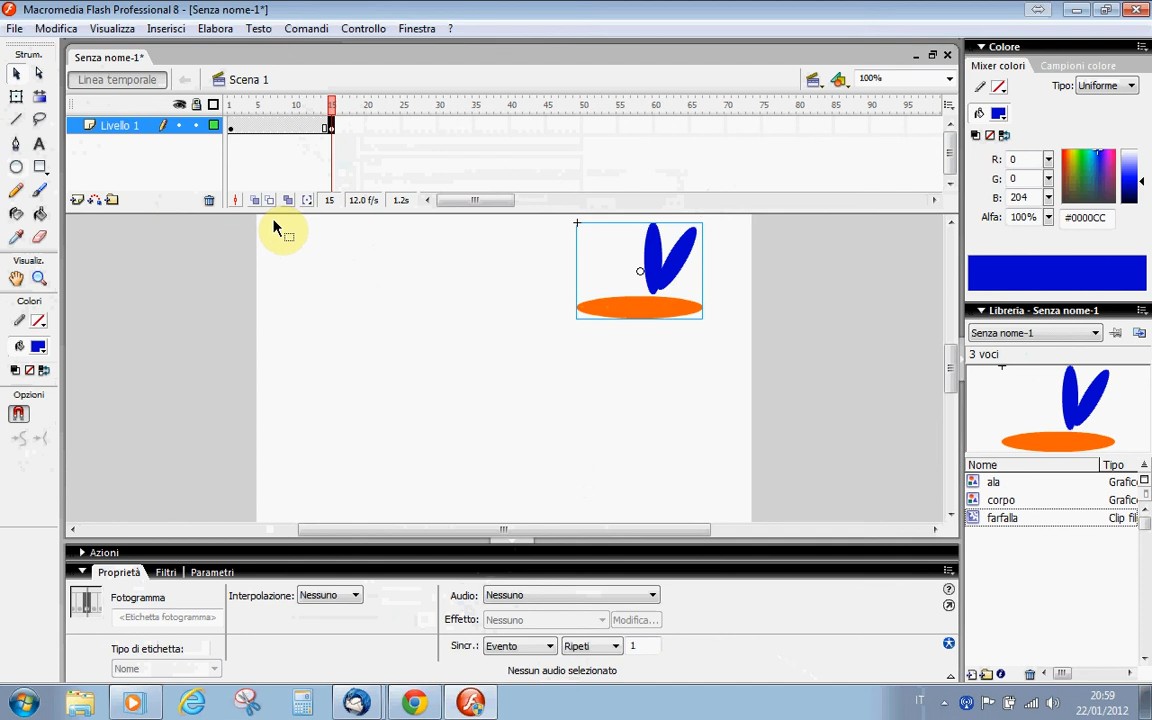 Macromedia Flash Professional 8 - [Senza nome-1*]
File Modifica Visualizza Inserisci Elabora Testo Comandi Controllo Finestra ?
Strum.
Senza nome-1*
Linea temporale
Scena 1
100%
1 5 10 15 20 25 30 35 40 45 50 55 60 65 70 75 80 85 90 95
Livello 1
15 12.0 f/s 1.2s
Visualiz.
Colori
Opzioni
Colore
Mixer colori Campioni colore
Tipo: Uniforme
R: 0
G: 0
B: 204
Alfa: 100% #0000CC
Libreria - Senza nome-1
Senza nome-1
3 voci
Nome Tipo
ala Grafic
corpo Grafic
farfalla Clip fil
Azioni
Proprietà Filtri Parametri
Fotogramma
<Etichetta fotogramma>
Tipo di etichetta:
Nome
Interpolazione: Nessuno
Audio: Nessuno
Effetto: Nessuno Modifica...
Sincr.: Evento Ripeti 1
Nessun audio selezionato
IT
20:59
22/01/2012